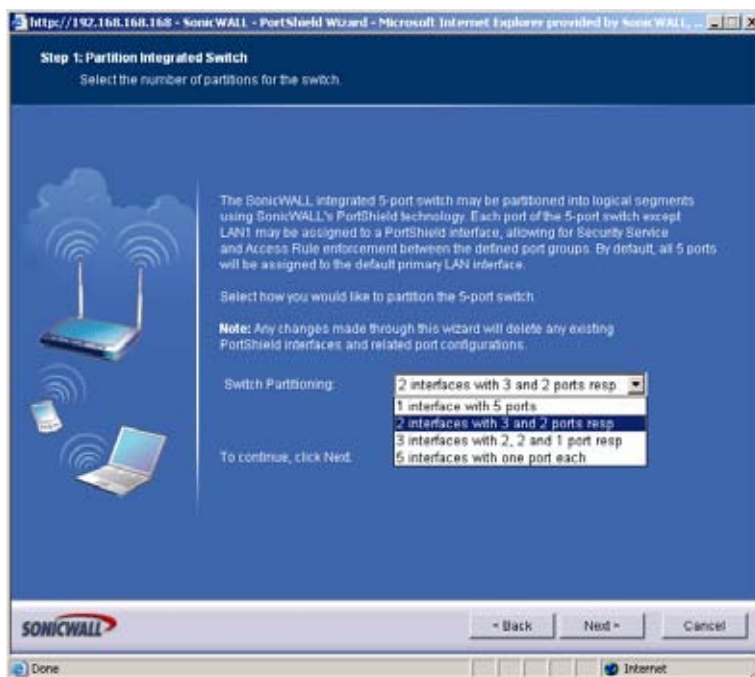 http://192.168.168.168 - SonicWALL - PortShield Wizard - Microsoft Internet Explorer provided by SonicWALL, ...
Step 1: Partition Integrated Switch
Select the number of partitions for the switch.
The SonicWALL integrated 5-port switch may be partitioned into logical segments
using SonicWALL's PortShield technology. Each port of the 5-port switch except
LAN1 may be assigned to a PortShield interface, allowing for Security Service
and Access Rule enforcement between the defined port groups. By default, all 5 ports
will be assigned to the default primary LAN interface.
Select how you would like to partition the 5-port switch.
Note: Any changes made through this wizard will delete any existing
PortShield interfaces and related port configurations.
Switch Partitioning: 2 interfaces with 3 and 2 ports resp
1 interface with 5 ports
2 interfaces with 3 and 2 ports resp
3 interfaces with 2, 2 and 1 port resp
5 interfaces with one port each
To continue, click Next.
SONICWALL
< Back Next > Cancel
Done Internet